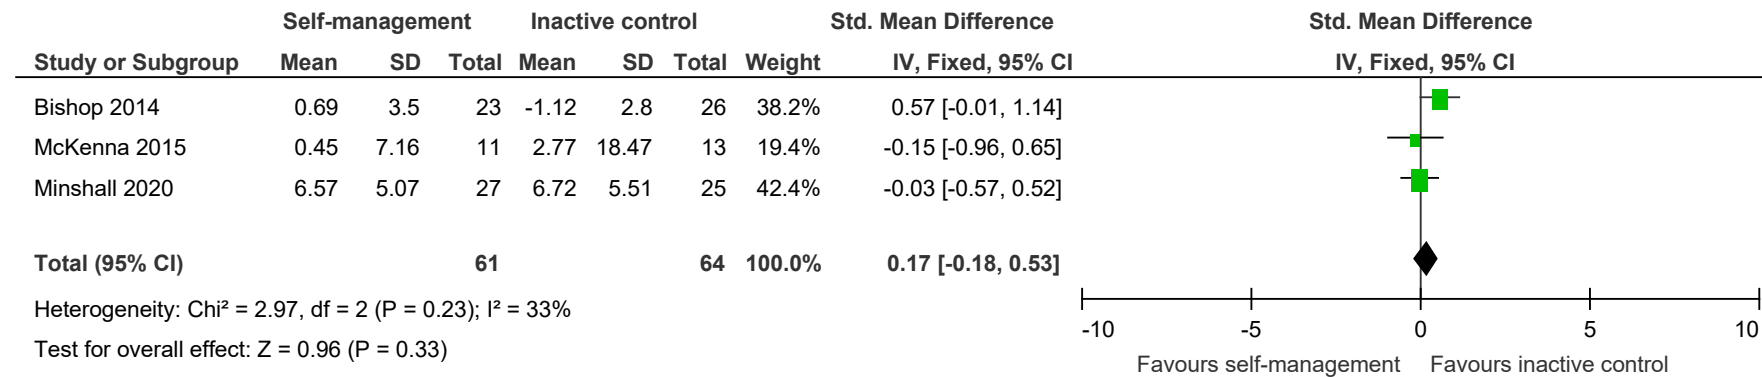 Self-management Inactive control Std. Mean Difference Std. Mean Difference
Study or Subgroup Mean SD Total Mean SD Total Weight IV, Fixed, 95% CI IV, Fixed, 95% CI
Bishop 2014 0.69 3.5 23 -1.12 2.8 26 38.2% 0.57 [-0.01, 1.14]
McKenna 2015 0.45 7.16 11 2.77 18.47 13 19.4% -0.15 [-0.96, 0.65]
Minshall 2020 6.57 5.07 27 6.72 5.51 25 42.4% -0.03 [-0.57, 0.52]
Total (95% CI) 61 64 100.0% 0.17 [-0.18, 0.53]
Heterogeneity: Chi² = 2.97, df = 2 (P = 0.23); I² = 33%
Test for overall effect: Z = 0.96 (P = 0.33)
-10 -5 0 5 10
Favours self-management Favours inactive control